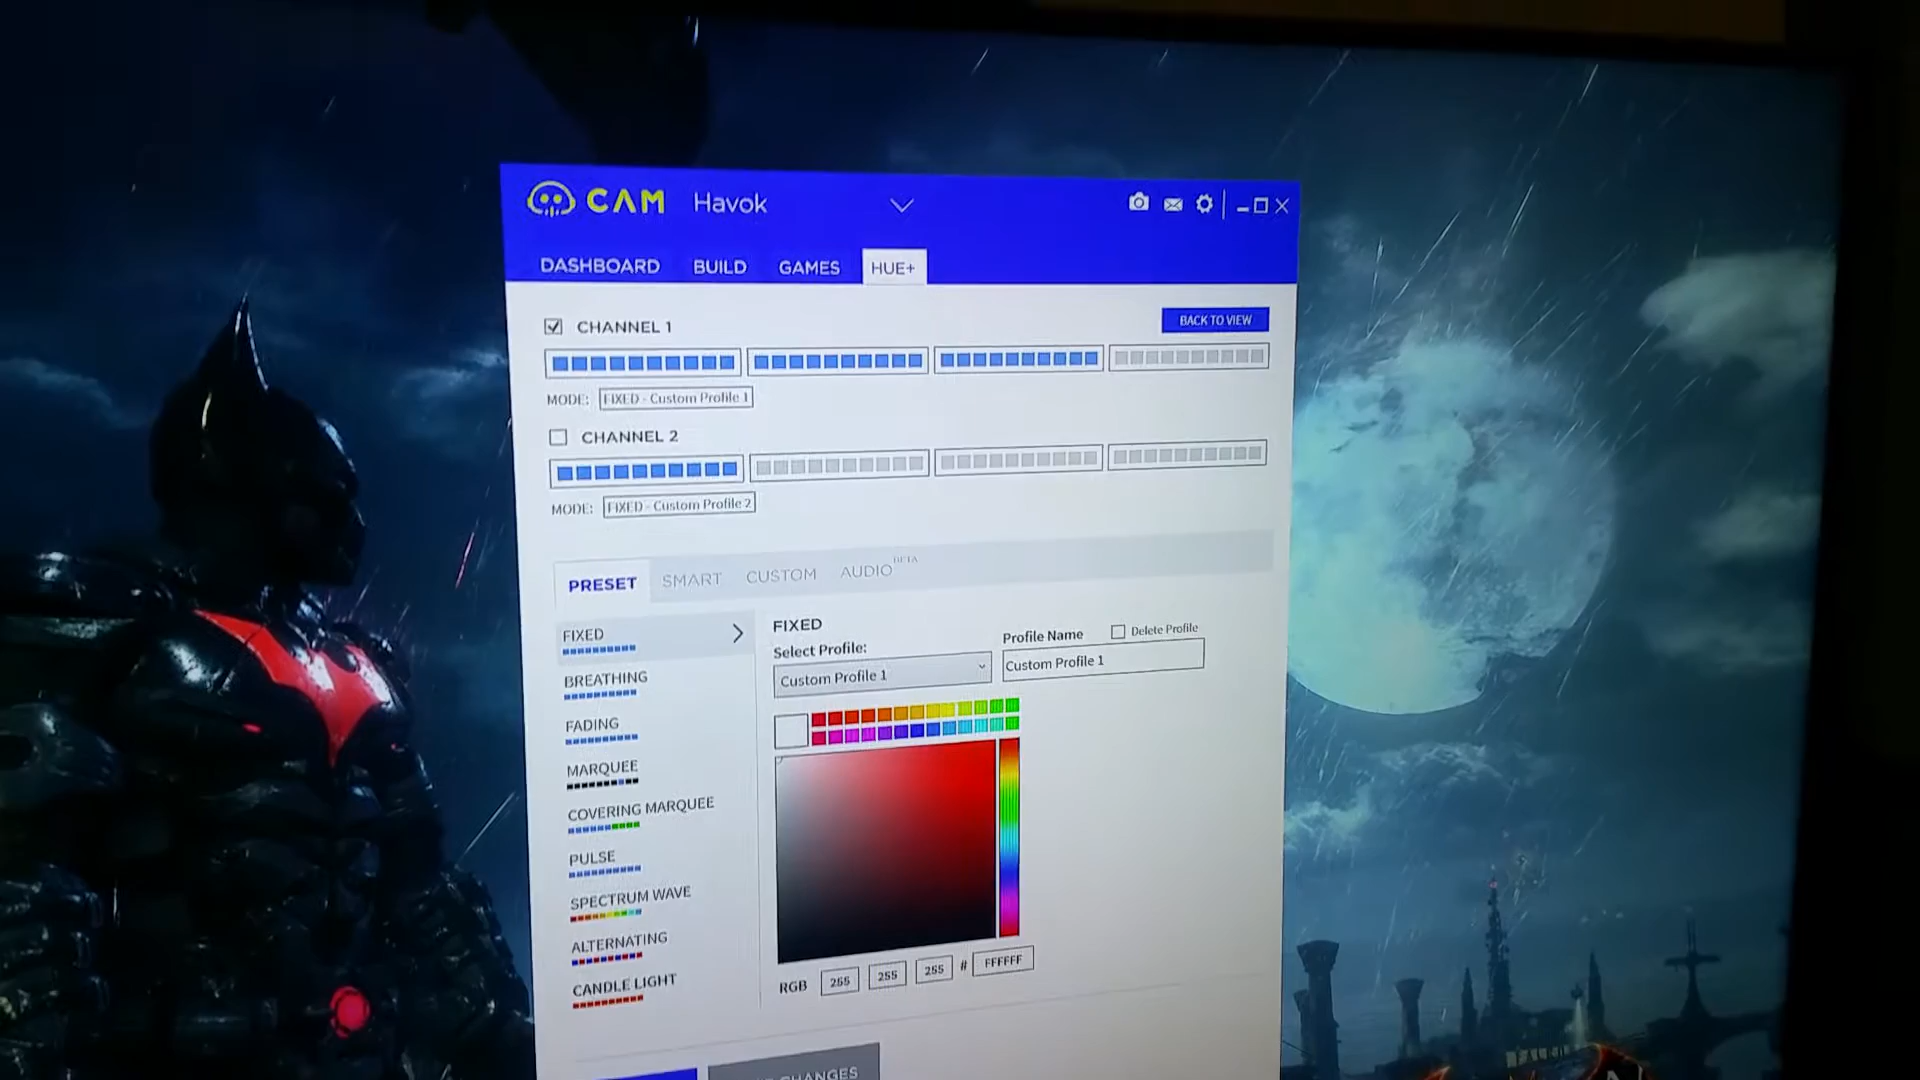 CAM Havok
DASHBOARD BUILD GAMES HUE+
CHANNEL 1 BACK TO VIEW
MODE: FIXED - Custom Profile 1
CHANNEL 2
MODE: FIXED - Custom Profile 2
PRESET SMART CUSTOM AUDIO BETA
FIXED
BREATHING
FADING
MARQUEE
COVERING MARQUEE
PULSE
SPECTRUM WAVE
ALTERNATING
CANDLE LIGHT
FIXED
Select Profile:
Custom Profile 1
Profile Name Delete Profile
Custom Profile 1
RGB 255 255 255 # FFFFFF
CHANGES